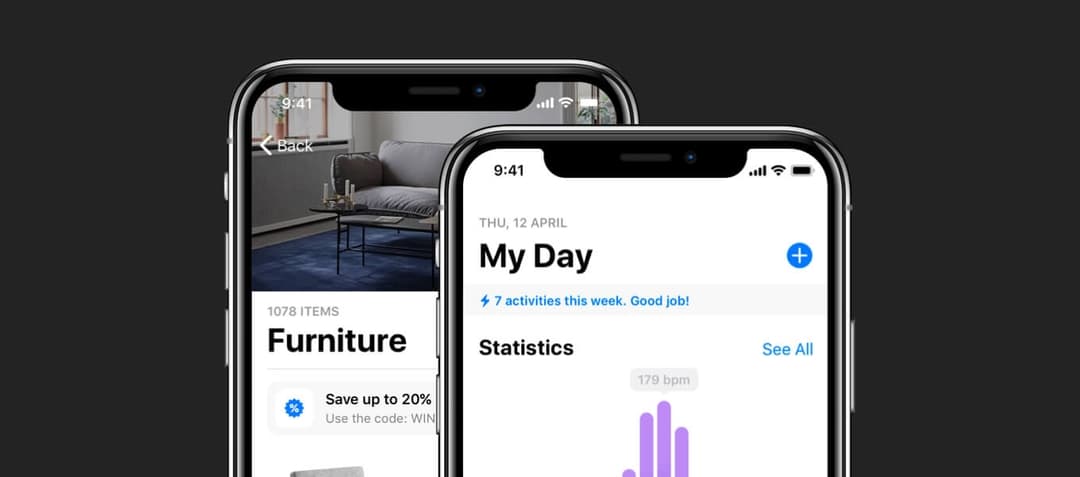 9:41
Back
1078 ITEMS
Furniture
Save up to 20%
Use the code: WIN
9:41
THU, 12 APRIL
My Day
7 activities this week. Good job!
Statistics
See All
179 bpm